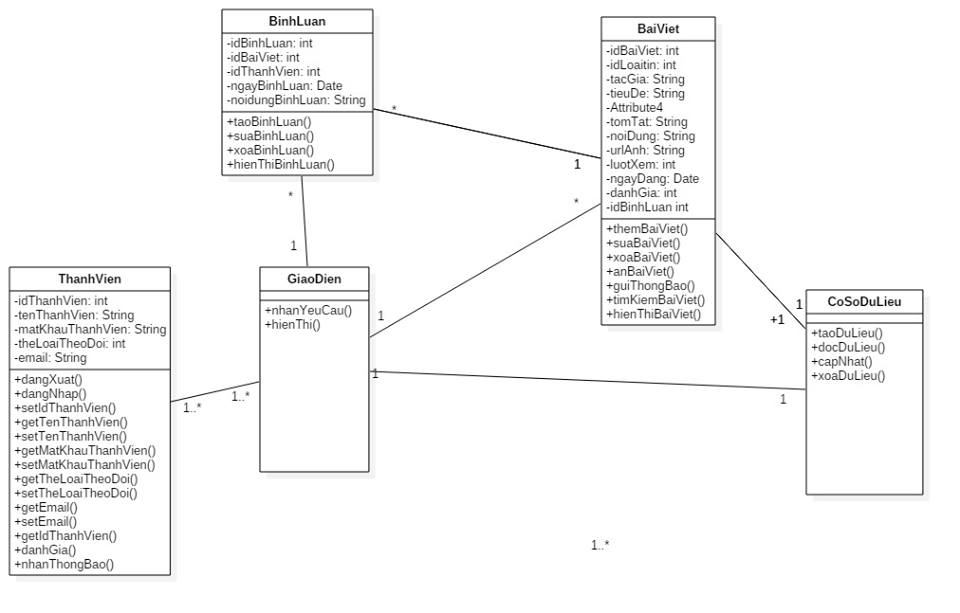 BinhLuan
-idBinhLuan: int
-idBaiViet: int
-idThanhVien: int
-ngayBinhLuan: Date
-noidungBinhLuan: String
+taoBinhLuan()
+suaBinhLuan()
+xoaBinhLuan()
+hienThiBinhLuan()
BaiViet
-idBaiViet: int
-idLoaitin: int
-tacGia: String
-tieuDe: String
-Attribute4
-tomTat: String
-noiDung: String
-urlAnh: String
-luotXem: int
-ngayDang: Date
-danhGia: int
-idBinhLuan int
+themBaiViet()
+suaBaiViet()
+xoaBaiViet()
+anBaiViet()
+guiThongBao()
+timKiemBaiViet()
+hienThiBaiViet()
*
1
*
1
*
1
ThanhVien
-idThanhVien: int
-tenThanhVien: String
-matKhauThanhVien: String
-theLoaiTheoDoi: int
-email: String
+dangXuat()
+dangNhap()
+setIdThanhVien()
+getTenThanhVien()
+setTenThanhVien()
+getMatKhauThanhVien()
+setMatKhauThanhVien()
+getTheLoaiTheoDoi()
+setTheLoaiTheoDoi()
+getEmail()
+setEmail()
+getIdThanhVien()
+danhGia()
+nhanThongBao()
1..*
1..*
GiaoDien
+nhanYeuCau()
+hienThi()
1
1
1
+1
CoSoDuLieu
+taoDuLieu()
+docDuLieu()
+capNhat()
+xoaDuLieu()
1..*